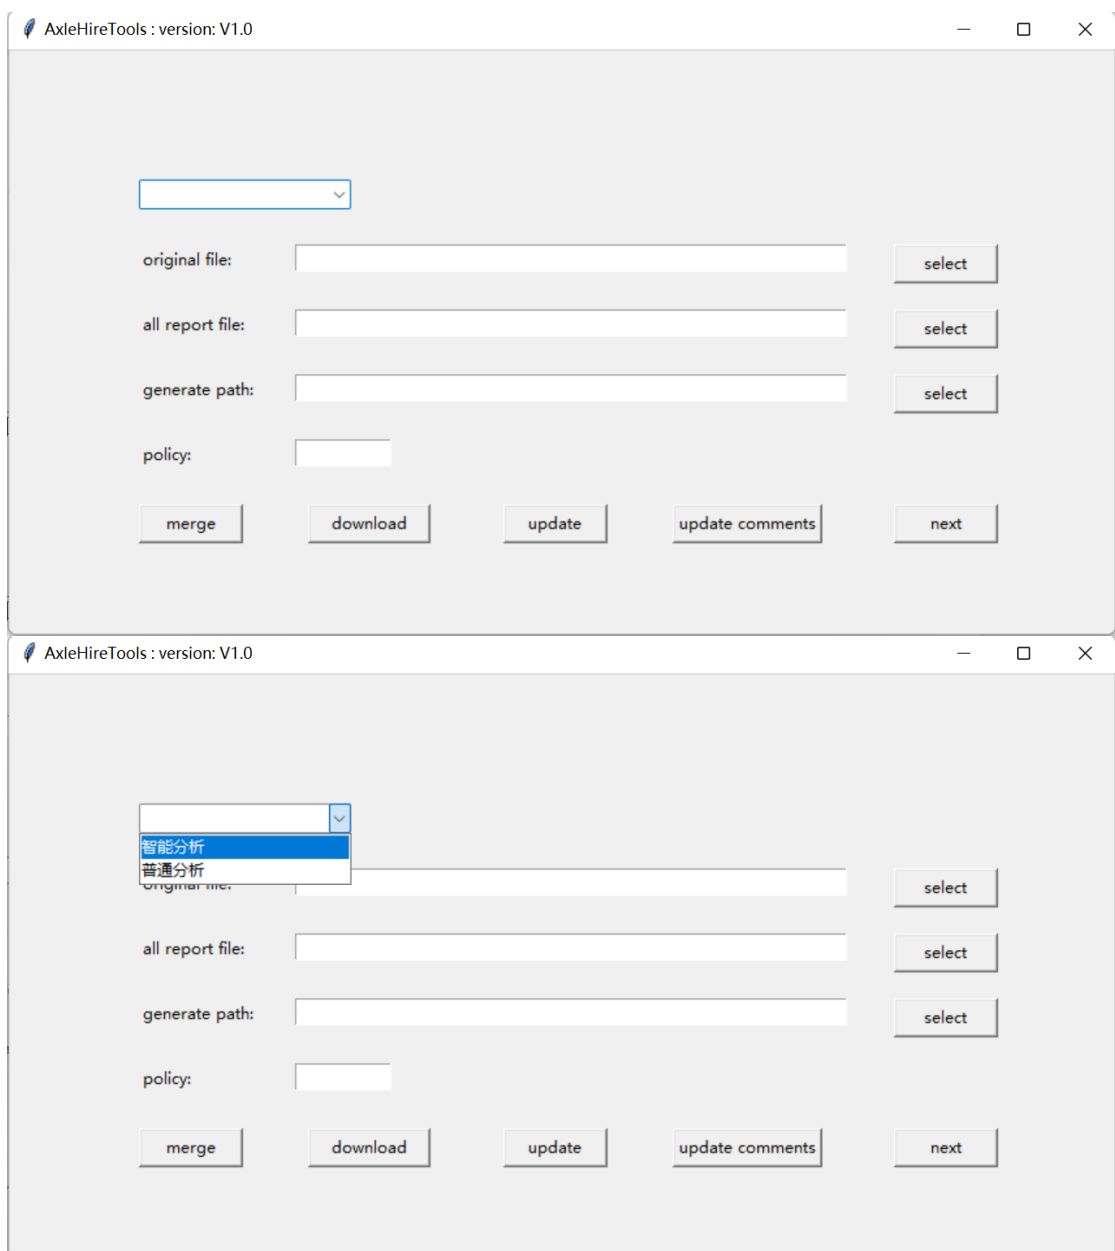 AxleHireTools : version: V1.0
original file:
select
all report file:
select
generate path:
select
policy:
merge download update update comments next
AxleHireTools : version: V1.0
智能分析
普通分析
original file:
select
all report file:
select
generate path:
select
policy:
merge download update update comments next